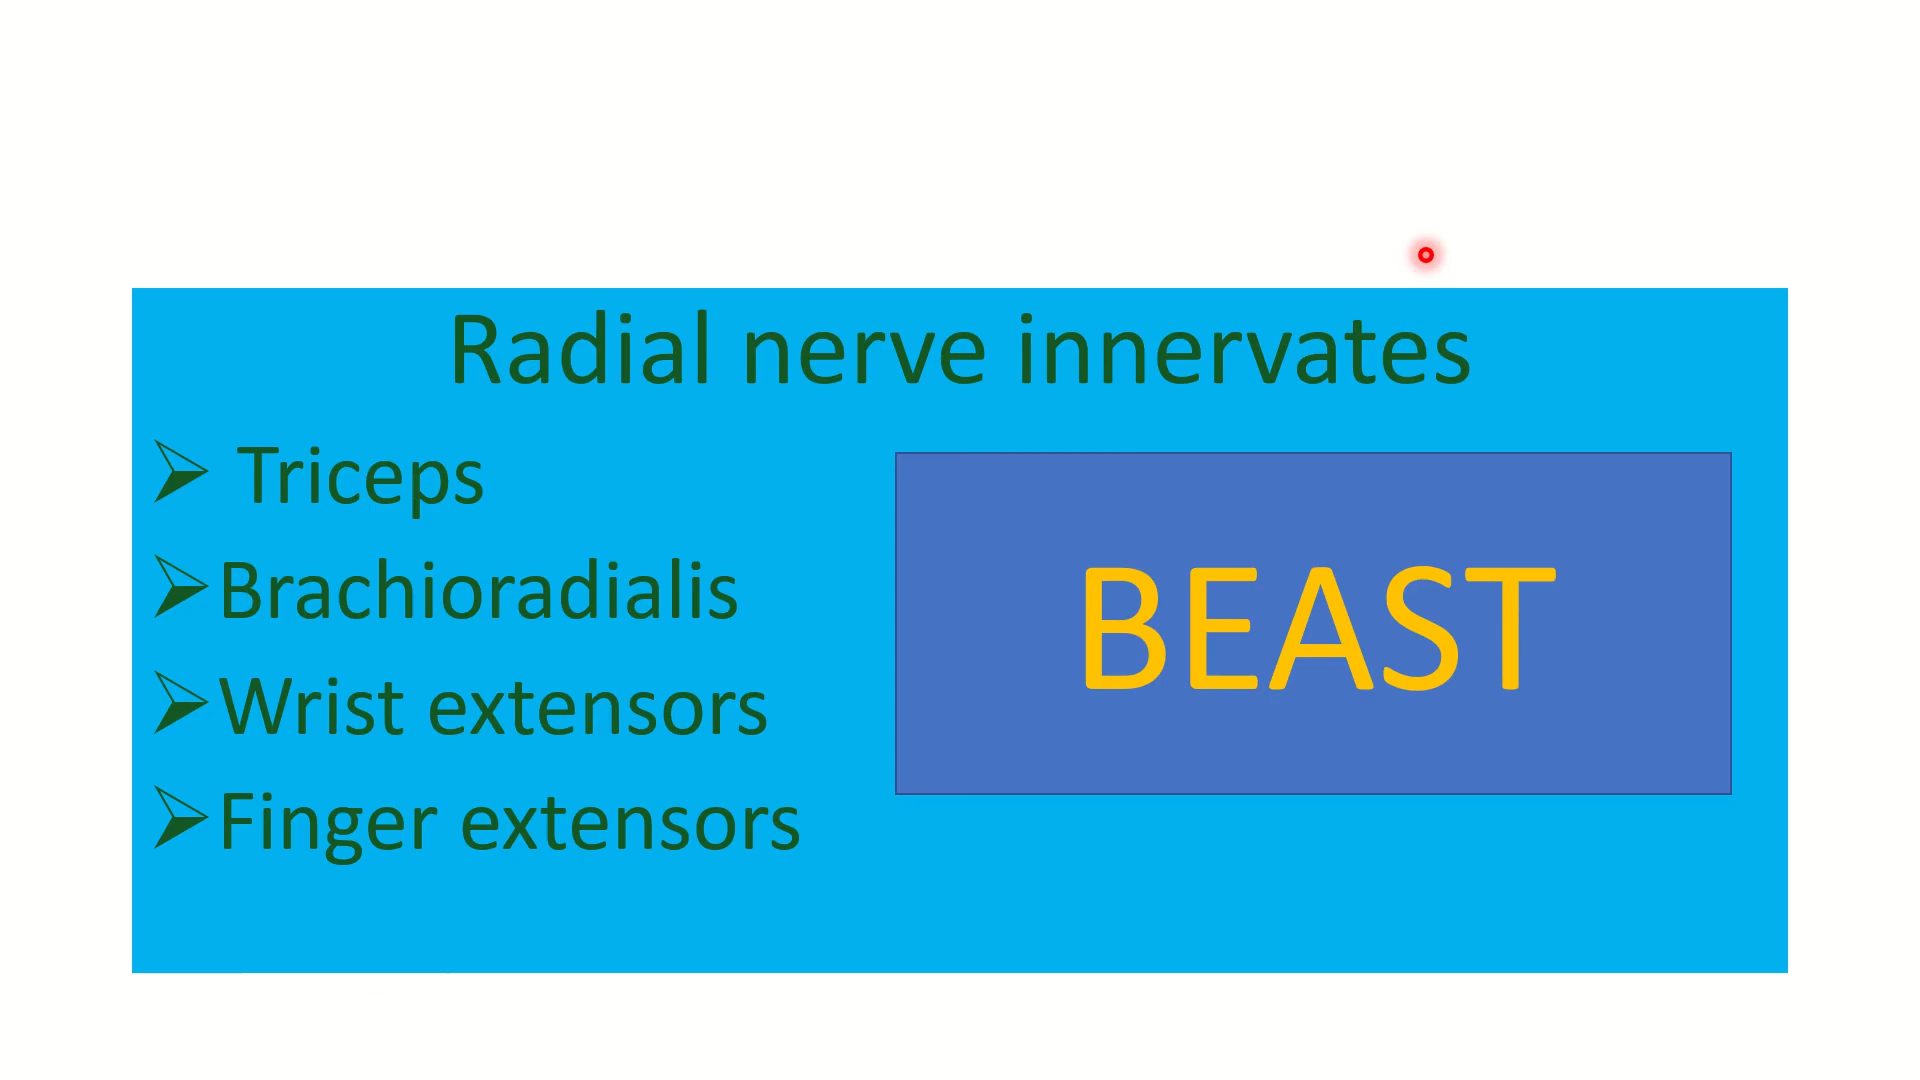 Radial nerve innervates
Triceps
Brachioradialis
Wrist extensors
Finger extensors
BEAST